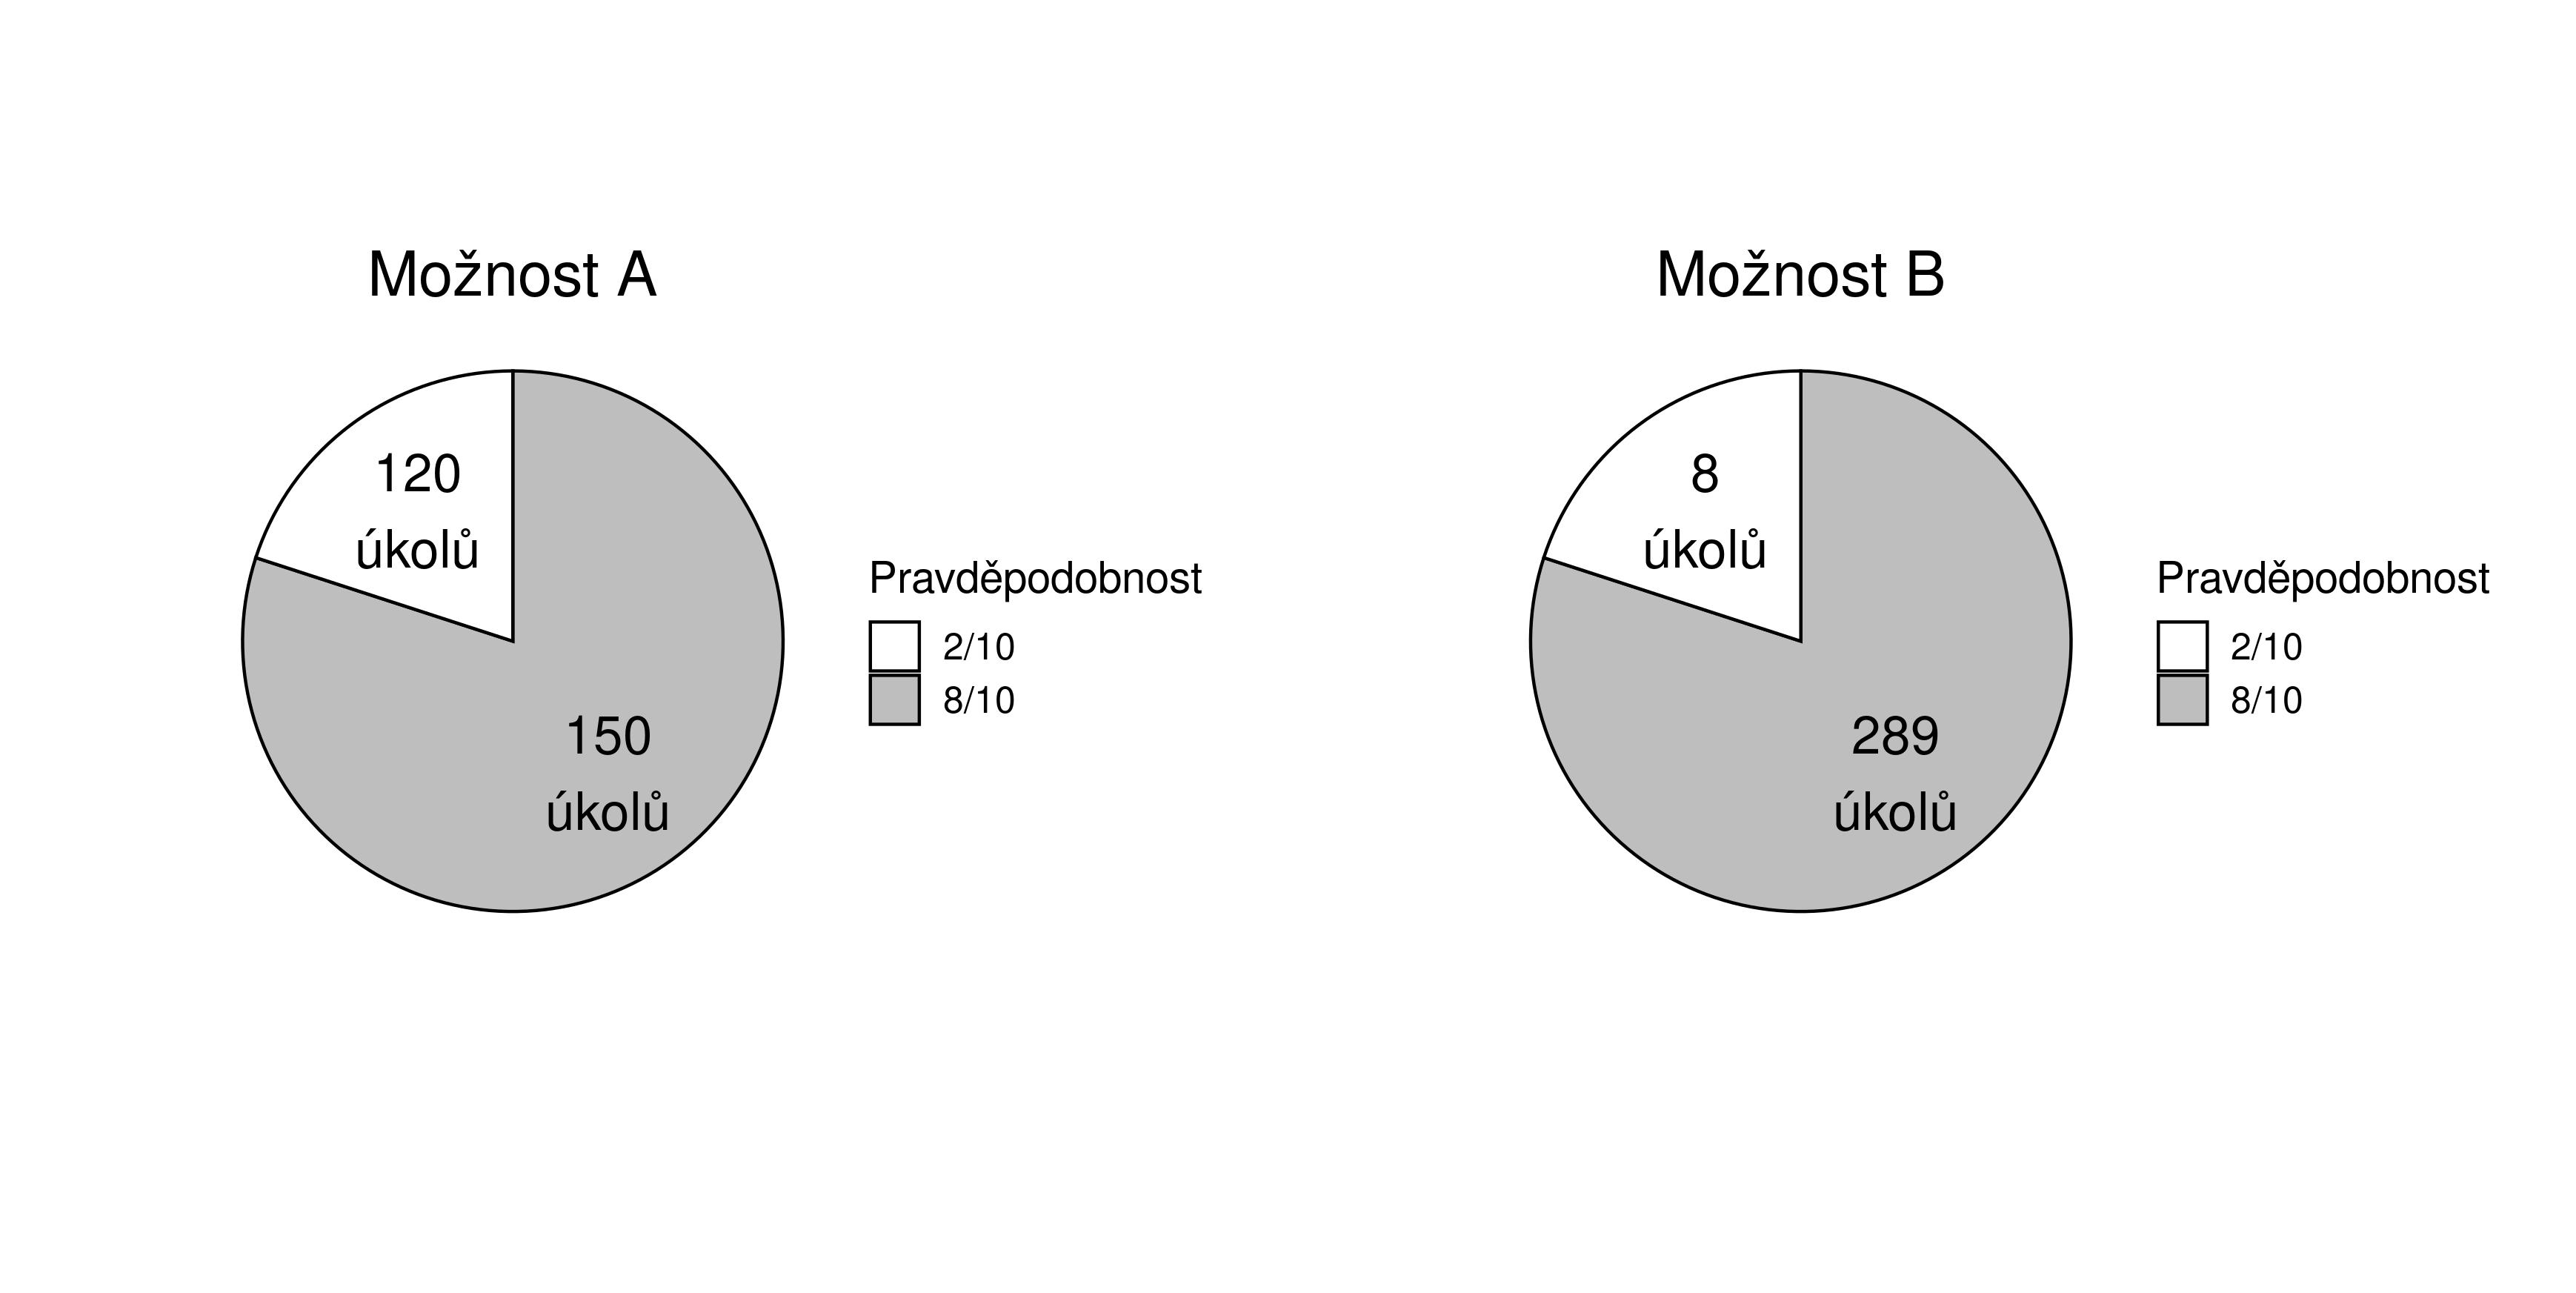 Možnost A
120
úkolů
150
úkolů
Pravděpodobnost
2/10
8/10
Možnost B
8
úkolů
289
úkolů
Pravděpodobnost
2/10
8/10